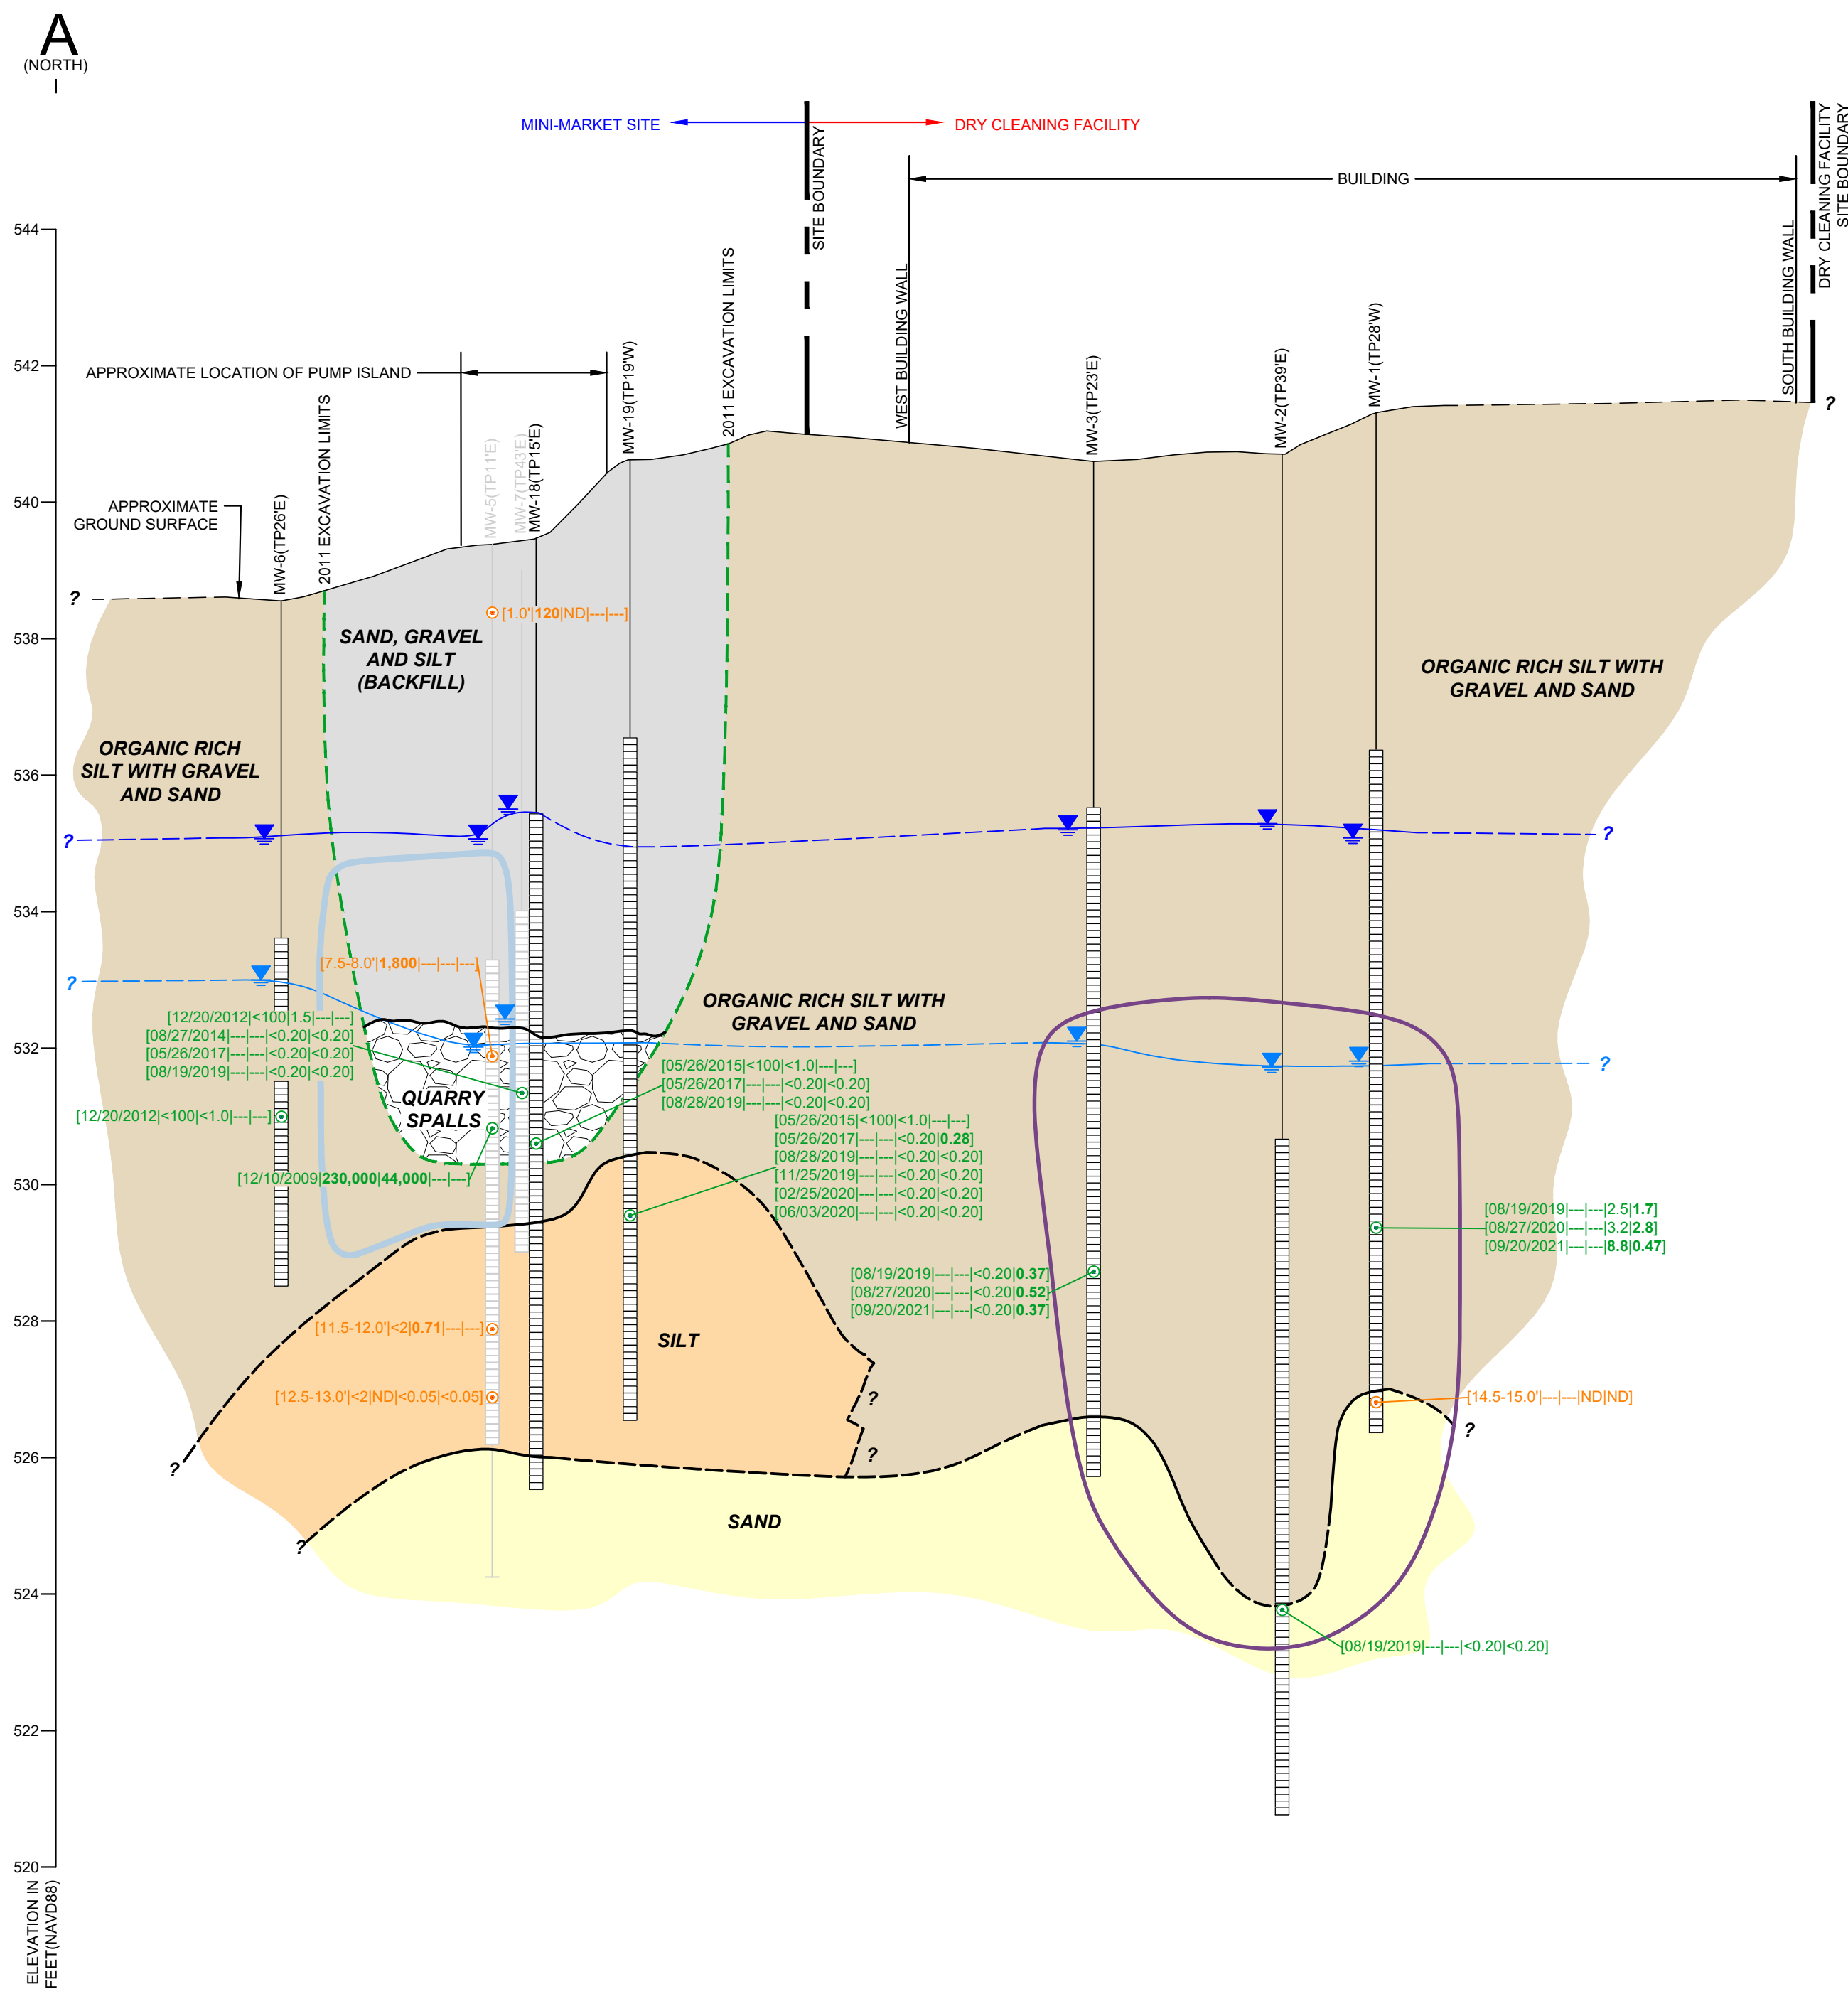 A
(NORTH)
MINI-MARKET SITE
DRY CLEANING FACILITY
SITE BOUNDARY
DRY CLEANING FACILITY
SITE BOUNDARY
BUILDING
WEST BUILDING WALL
SOUTH BUILDING WALL
544
542
540
538
536
534
532
530
528
526
524
522
520
ELEVATION IN
FEET(NAVD88)
APPROXIMATE LOCATION OF PUMP ISLAND
2011 EXCAVATION LIMITS
2011 EXCAVATION LIMITS
APPROXIMATE
GROUND SURFACE
MW-6(TP26'E)
MW-5(TP11'E)
MW-7(TP43'E)
MW-18(TP15'E)
MW-19(TP19'W)
MW-3(TP23'E)
MW-2(TP39'E)
MW-1(TP28'W)
?
?
[1.0'|120|ND|---|---]
SAND, GRAVEL
AND SILT
(BACKFILL)
ORGANIC RICH SILT WITH
GRAVEL AND SAND
ORGANIC RICH
SILT WITH GRAVEL
AND SAND
?
?
[7.5-8.0'|1,800|---|---|---]
?
?
ORGANIC RICH SILT WITH
GRAVEL AND SAND
[12/20/2012|<100|1.5|---|---]
[08/27/2014|---|---|<0.20|<0.20]
[05/26/2017|---|---|<0.20|<0.20]
[08/19/2019|---|---|<0.20|<0.20]
[05/26/2015|<100|<1.0|---|---]
[05/26/2017|---|---|<0.20|<0.20]
[08/28/2019|---|---|<0.20|<0.20]
QUARRY
SPALLS
[12/20/2012|<100|<1.0|---|---]
[05/26/2015|<100|<1.0|---|---]
[05/26/2017|---|---|<0.20|0.28]
[08/28/2019|---|---|<0.20|<0.20]
[11/25/2019|---|---|<0.20|<0.20]
[02/25/2020|---|---|<0.20|<0.20]
[06/03/2020|---|---|<0.20|<0.20]
[12/10/2009|230,000|44,000|---|---]
[08/19/2019|---|---|2.5|1.7]
[08/27/2020|---|---|3.2|2.8]
[09/20/2021|---|---|8.8|0.47]
[08/19/2019|---|---|<0.20|0.37]
[08/27/2020|---|---|<0.20|0.52]
[09/20/2021|---|---|<0.20|0.37]
[11.5-12.0'|<2|0.71|---|---]
SILT
[12.5-13.0'|<2|ND|<0.05|<0.05]
[14.5-15.0'|---|---|ND|ND]
?
?
?
?
?
SAND
[08/19/2019|---|---|<0.20|<0.20]